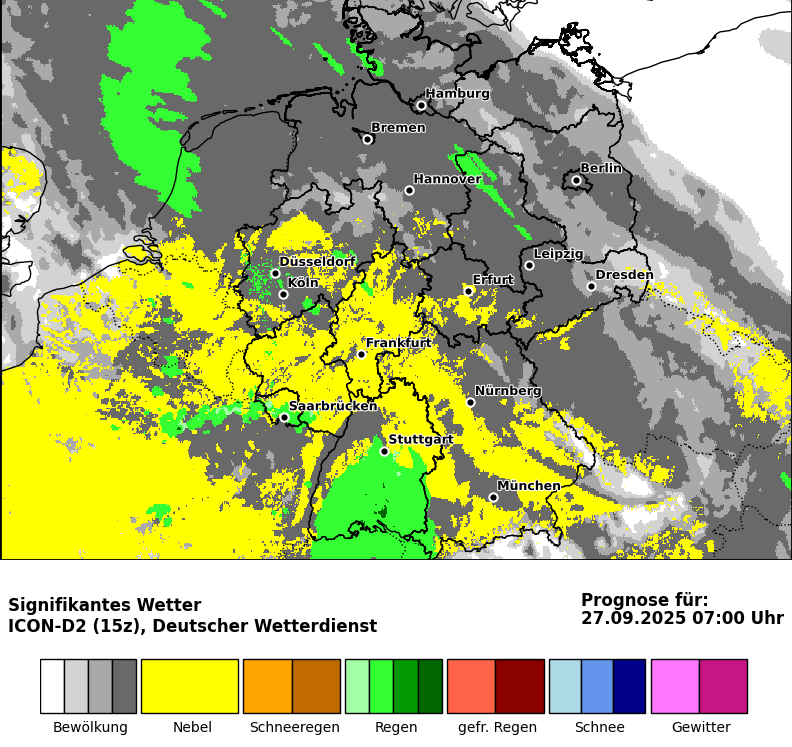 Hamburg
Bremen
Berlin
Hannover
Leipzig
Düsseldorf
Dresden
Erfurt
Köln
Frankfurt
Nürnberg
Saarbrücken
Stuttgart
München
Signifikantes Wetter
ICON-D2 (15z), Deutscher Wetterdienst
Prognose für:
27.09.2025 07:00 Uhr
Bewölkung Nebel Schneeregen Regen gefr. Regen Schnee Gewitter